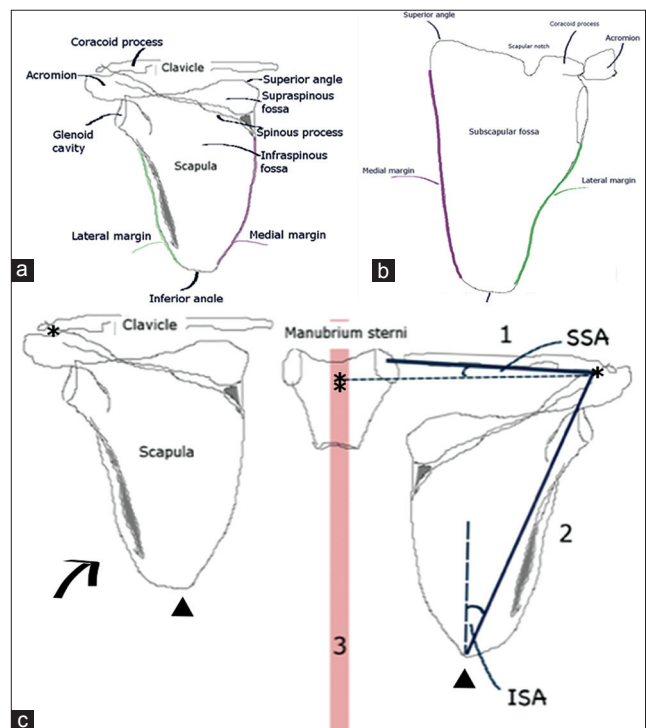 Coracoid process
Clavicle
Acromion
Superior angle
Supraspinous
fossa
Glenoid
cavity
Spinous process
Scapula
Infraspinous
fossa
Lateral margin
Medial margin
Inferior angle
a
Superior angle
Coracoid process
Scapular notch
Acromion
Subscapular fossa
Medial margin
Lateral margin
b
Clavicle
*
Scapula
Manubrium sterni
1
SSA
*
*
*
2
3
ISA
c